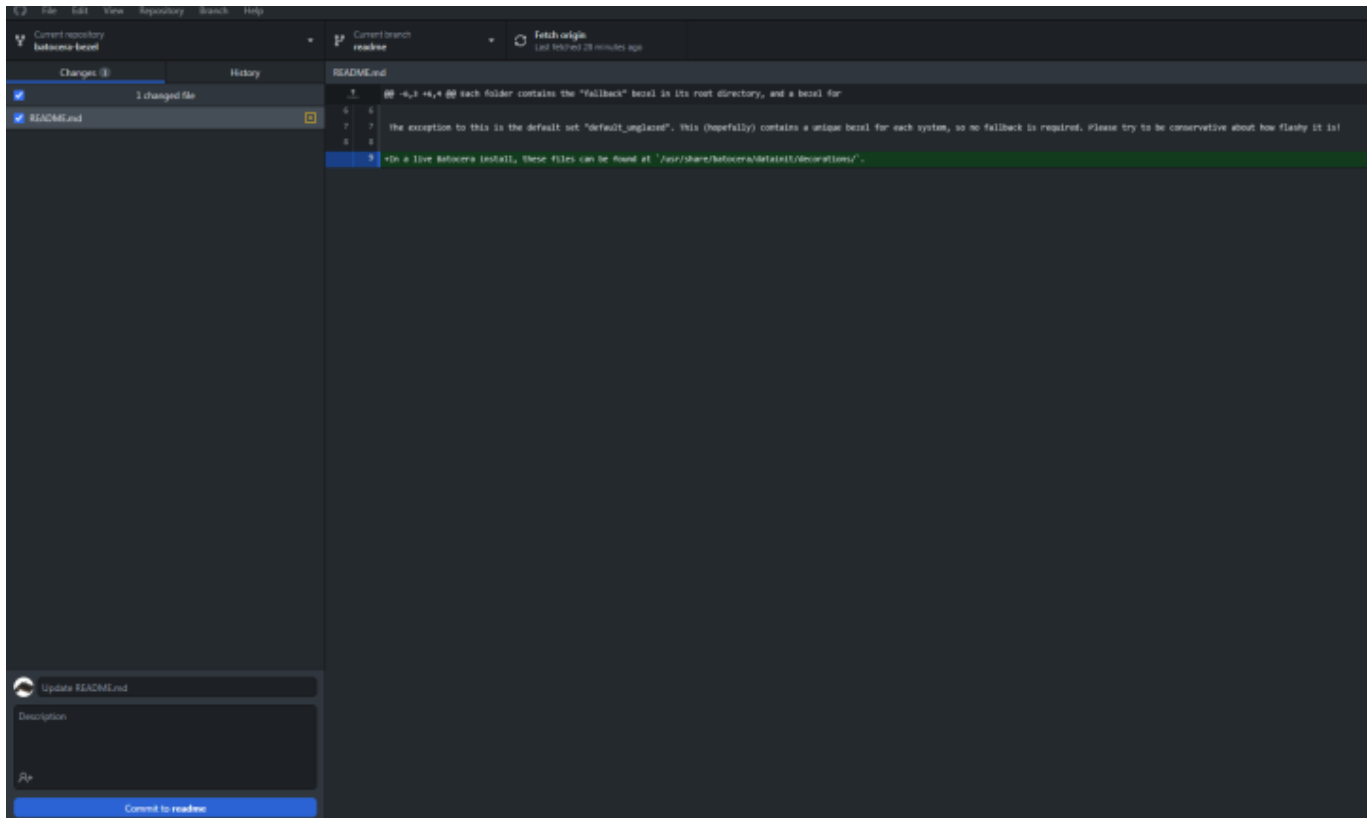 File Edit View Repository Branch Help
Current repository
batocera-bezel
Current branch
readme
Fetch origin
Last fetched 28 minutes ago
Changes 1
History
README.md
1 changed file
@@ -6,3 +6,4 @@ Each folder contains the "fallback" bezel in its root directory, and a bezel for
README.md
6 6
7 7 The exception to this is the default set "default_unglazed". This (hopefully) contains a unique bezel for each system, so no fallback is required. Please try to be conservative about how flashy it is!
8 8
9 +In a live Batocera install, these files can be found at `/usr/share/batocera/datainit/decorations/`.
Update README.md
Description
Commit to readme